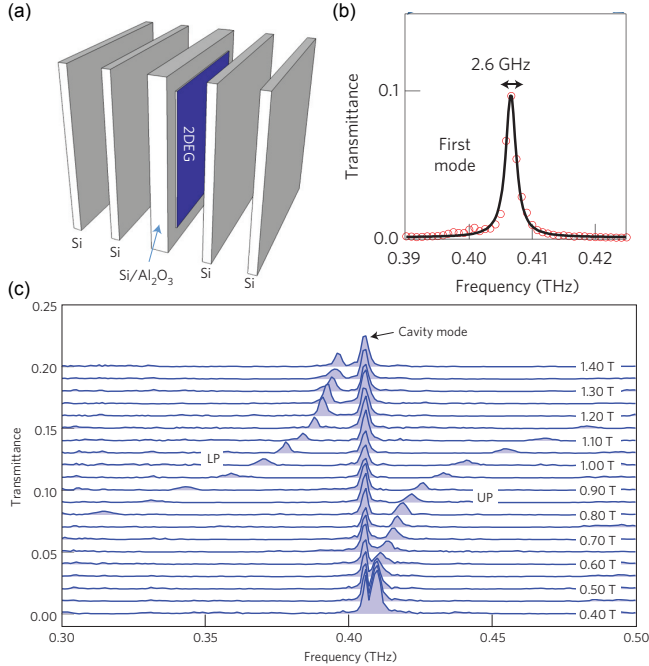 (a)
2DEG
Si
Si
Si/Al₂O₃
Si
Si
(b)
2.6 GHz
First
mode
Transmittance
0.1
0.0
0.39
0.40
0.41
0.42
Frequency (THz)
(c)
Cavity mode
LP
UP
1.40 T
1.30 T
1.20 T
1.10 T
1.00 T
0.90 T
0.80 T
0.70 T
0.60 T
0.50 T
0.40 T
Transmittance
0.25
0.20
0.15
0.10
0.05
0.00
0.30
0.35
0.40
0.45
0.50
Frequency (THz)